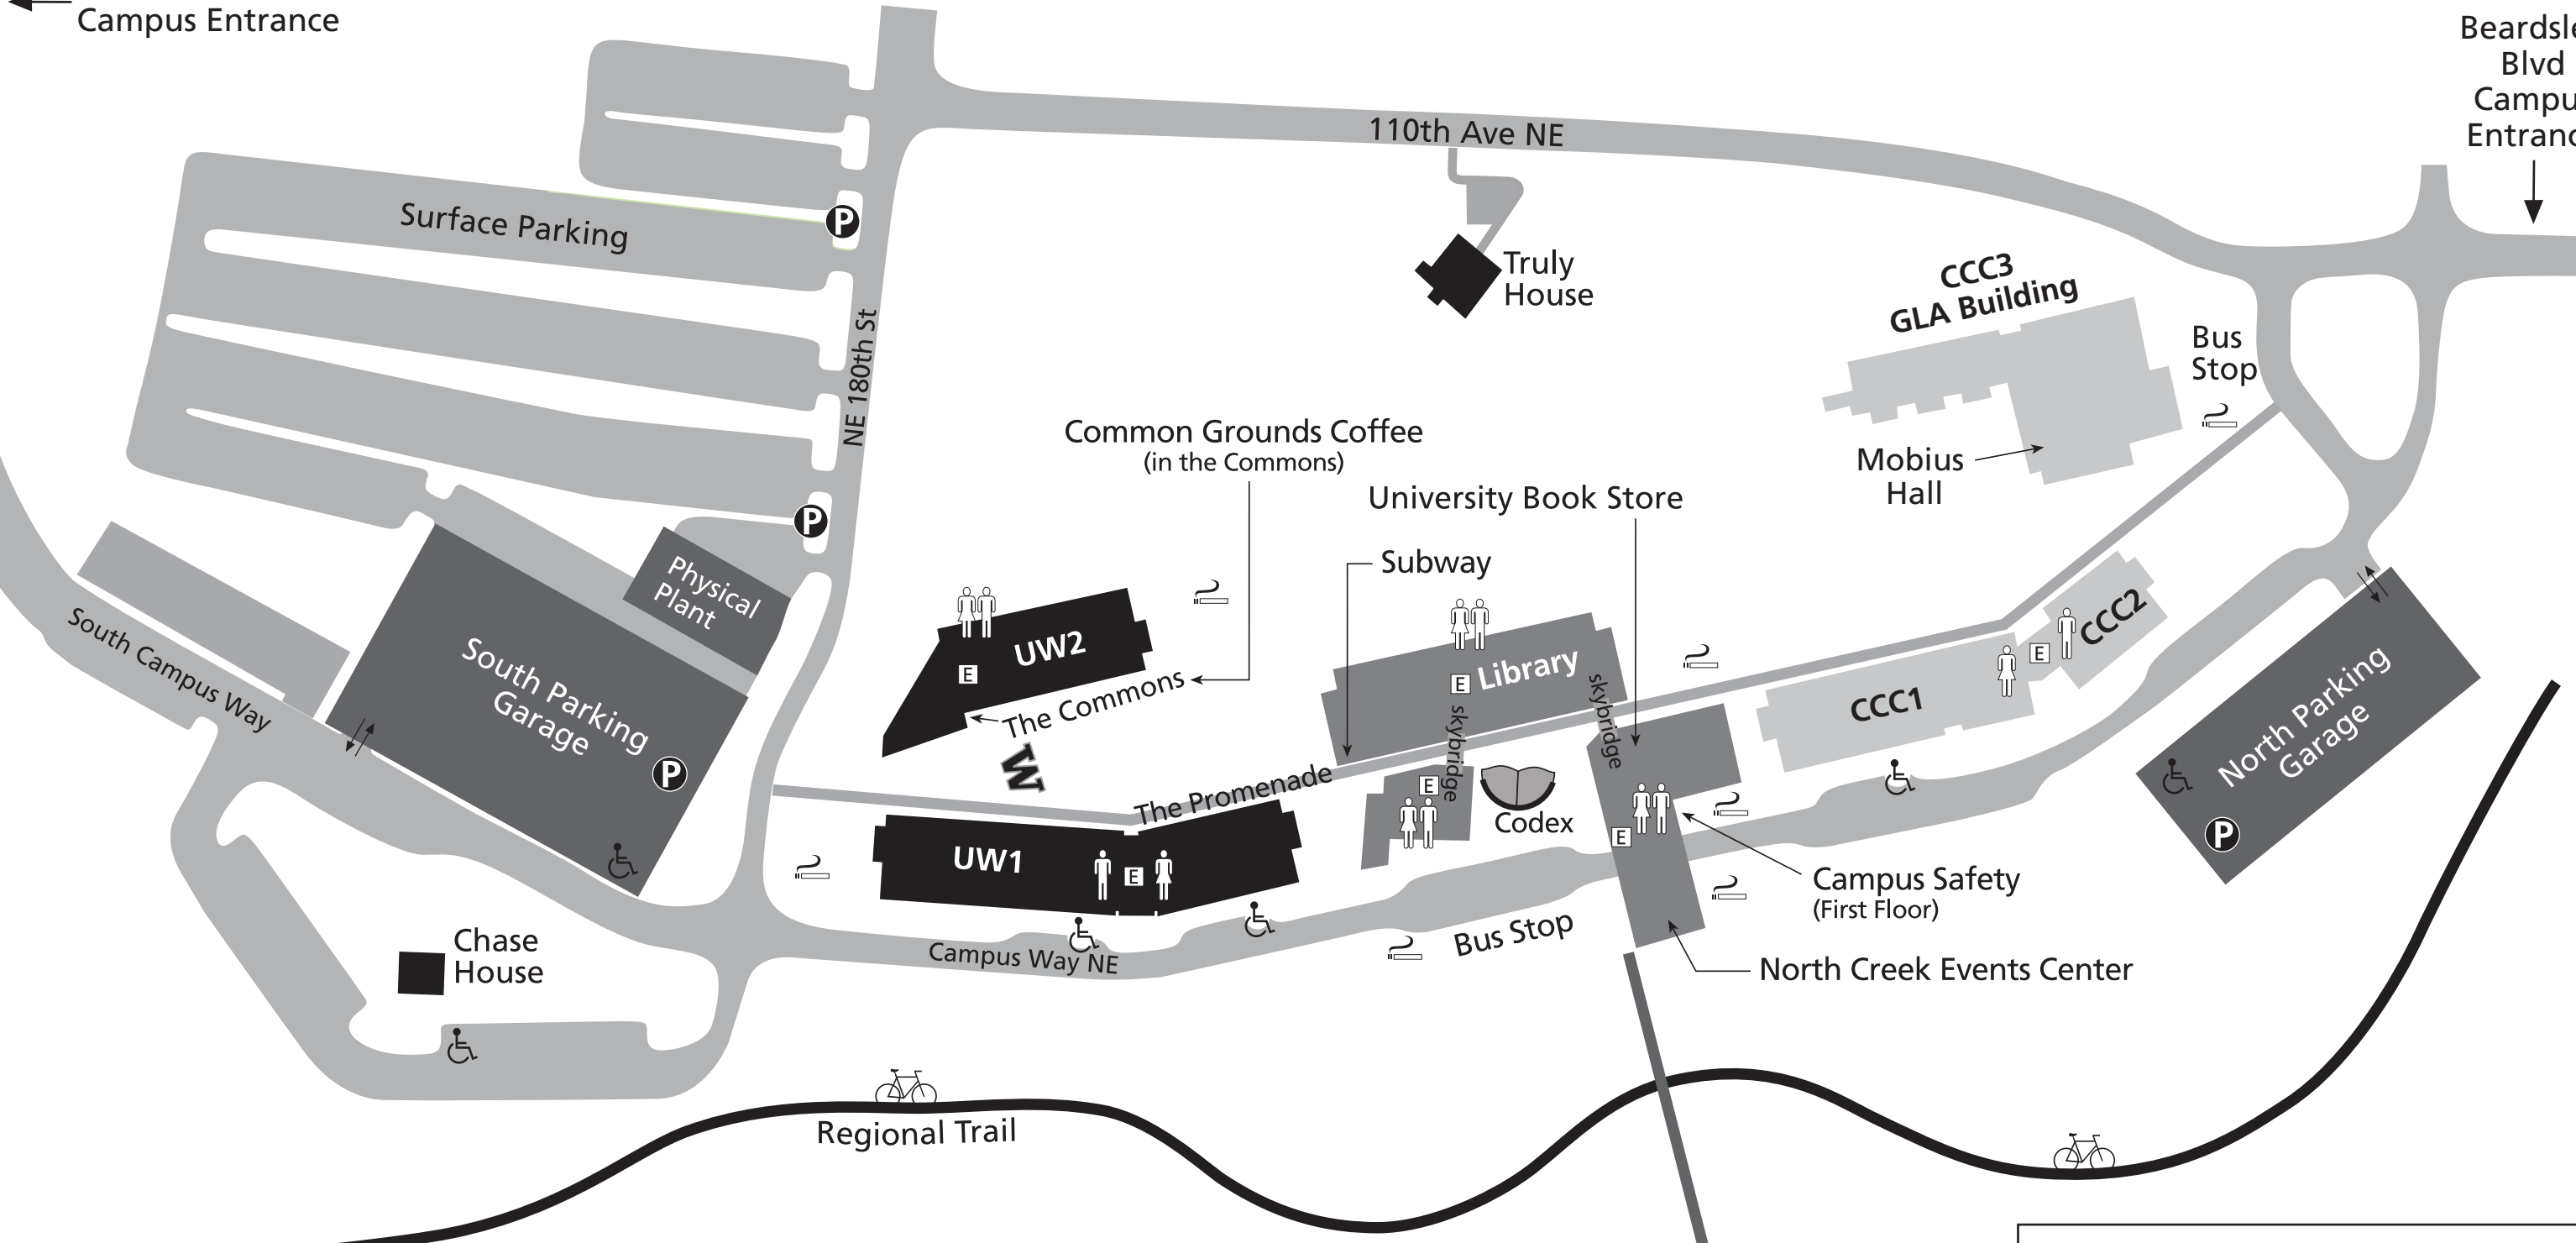 Campus Entrance
Beardsle
Blvd
Campu
Entranc
110th Ave NE
P
Surface Parking
Truly
House
CCC3
GLA Building
Bus
Stop
NE 180th St
Common Grounds Coffee
(in the Commons)
Mobius
Hall
University Book Store
P
Subway
Physical
Plant
South Campus Way
South Parking
Garage
P
UW2
E
The Commons
W
Library
E
skybridge
skybridge
CCC1
E
CCC2
North Parking
Garage
P
The Promenade
E
Codex
E
UW1
E
Campus Safety
(First Floor)
Bus Stop
Campus Way NE
North Creek Events Center
Chase
House
Regional Trail